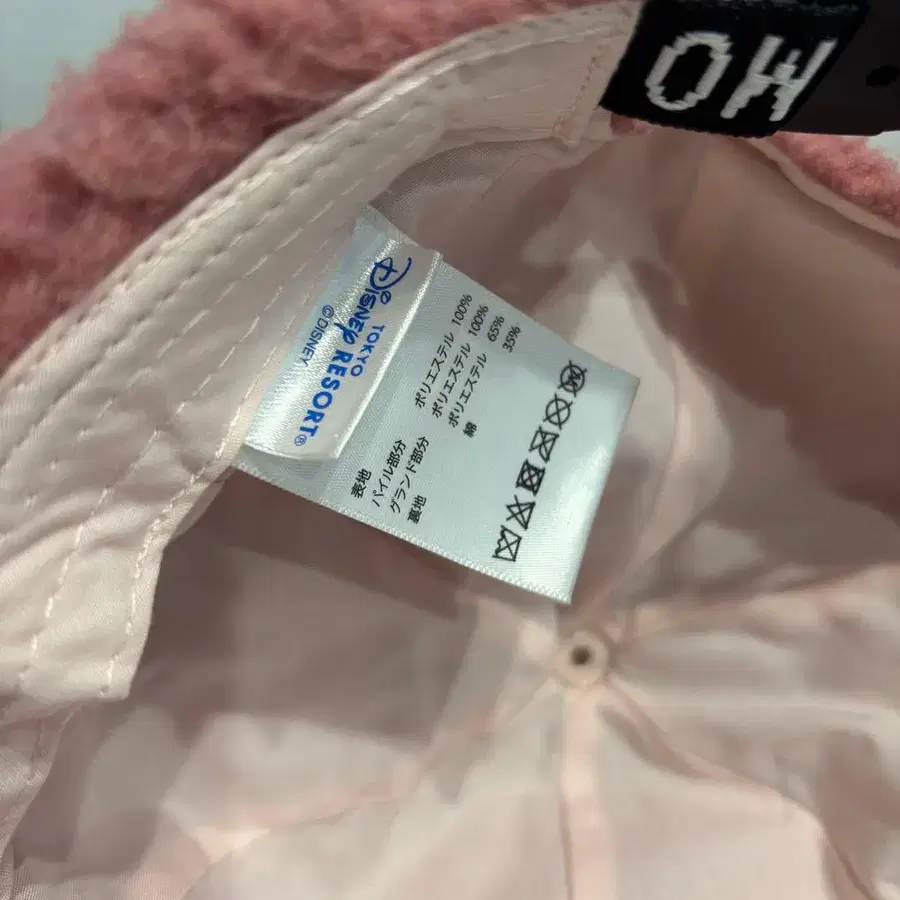 OW
Disney
TOKYO
Disney RESORT®
©DISNEY
表地
パイル部分 ポリエステル 100%
グランド部分 ポリエステル 100%
裏地 ポリエステル 65%
綿 35%